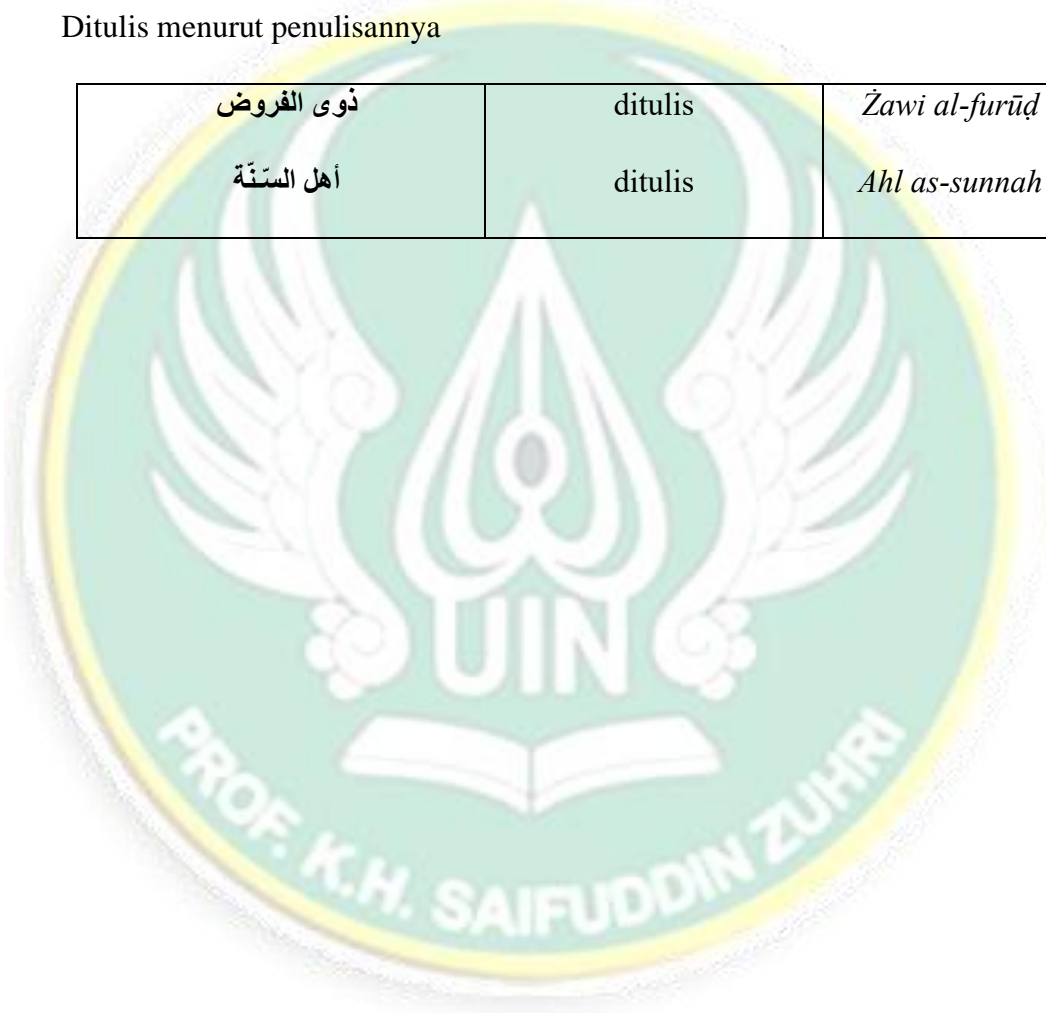 Ditulis menurut penulisannya
ذوى الفروض ditulis Żawi al-furūḍ
أهل السّنّة ditulis Ahl as-sunnah
UIN
PROF. K.H. SAIFUDDIN ZUHRI